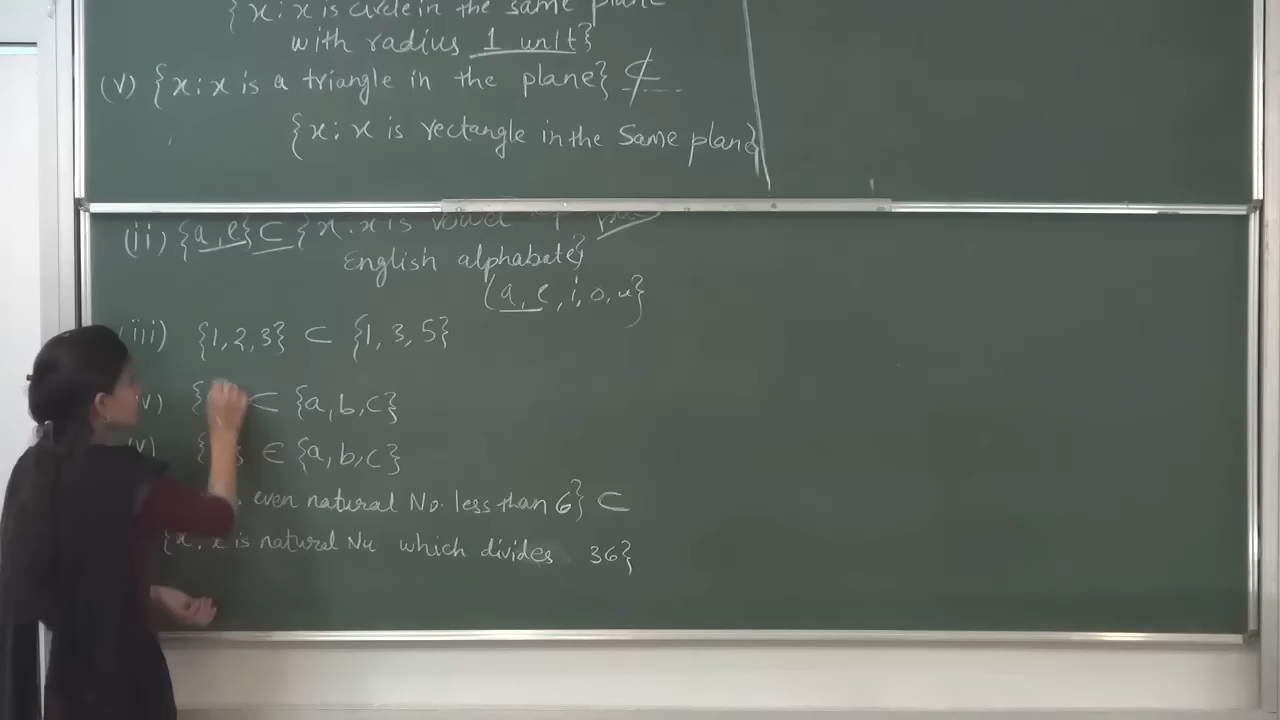 {x : x is circle in the same plane
with radius 1 unit}
(v) {x : x is a triangle in the plane} ⊄
{x : x is rectangle in the same plane}
(ii) {a, e} ⊂ {x : x is vowel
English alphabate}
{a, e, i, o, u}
(iii) {1, 2, 3} ⊂ {1, 3, 5}
v) { ⊂ {a, b, c}
(v) { } ∈ {a, b, c}
even natural No. less than 6} ⊂
{x, x is natural Nu which divides 36}